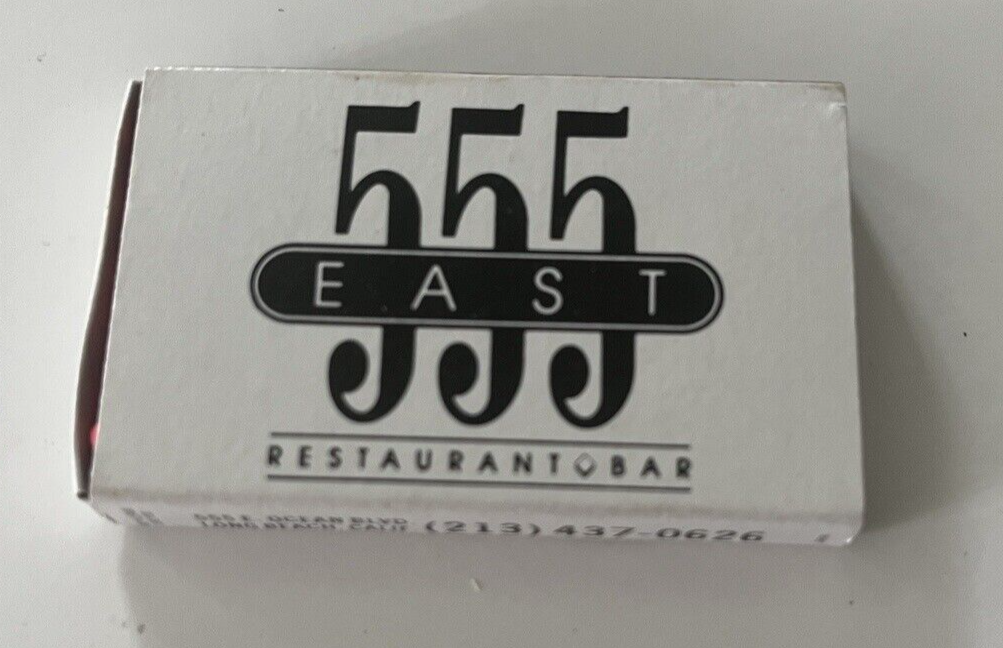 555
EAST
RESTAURANT◇BAR
555 E. OCEAN BLVD
LONG BEACH, CALIF (213) 437-0626